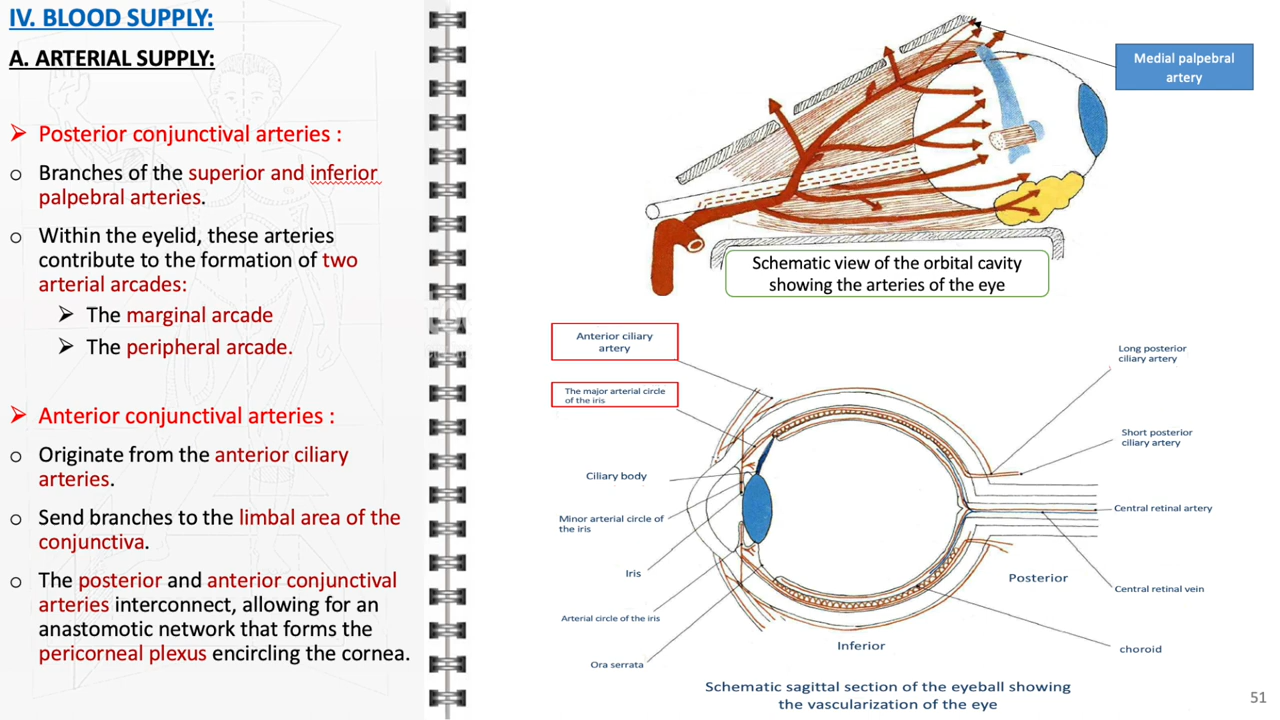 IV. BLOOD SUPPLY:
A. ARTERIAL SUPPLY:
➢ Posterior conjunctival arteries :
o Branches of the superior and inferior
palpebral arteries.
o Within the eyelid, these arteries
contribute to the formation of two
arterial arcades:
➢ The marginal arcade
➢ The peripheral arcade.
➢ Anterior conjunctival arteries :
o Originate from the anterior ciliary
arteries.
o Send branches to the limbal area of the
conjunctiva.
o The posterior and anterior conjunctival
arteries interconnect, allowing for an
anastomotic network that forms the
pericorneal plexus encircling the cornea.
Medial palpebral
artery
Schematic view of the orbital cavity
showing the arteries of the eye
Anterior ciliary
artery
The major arterial circle
of the iris
Ciliary body
Minor arterial circle of
the iris
Iris
Arterial circle of the iris
Ora serrata
Long posterior
ciliary artery
Short posterior
ciliary artery
Central retinal artery
Posterior
Central retinal vein
Inferior
choroid
Schematic sagittal section of the eyeball showing
the vascularization of the eye
51